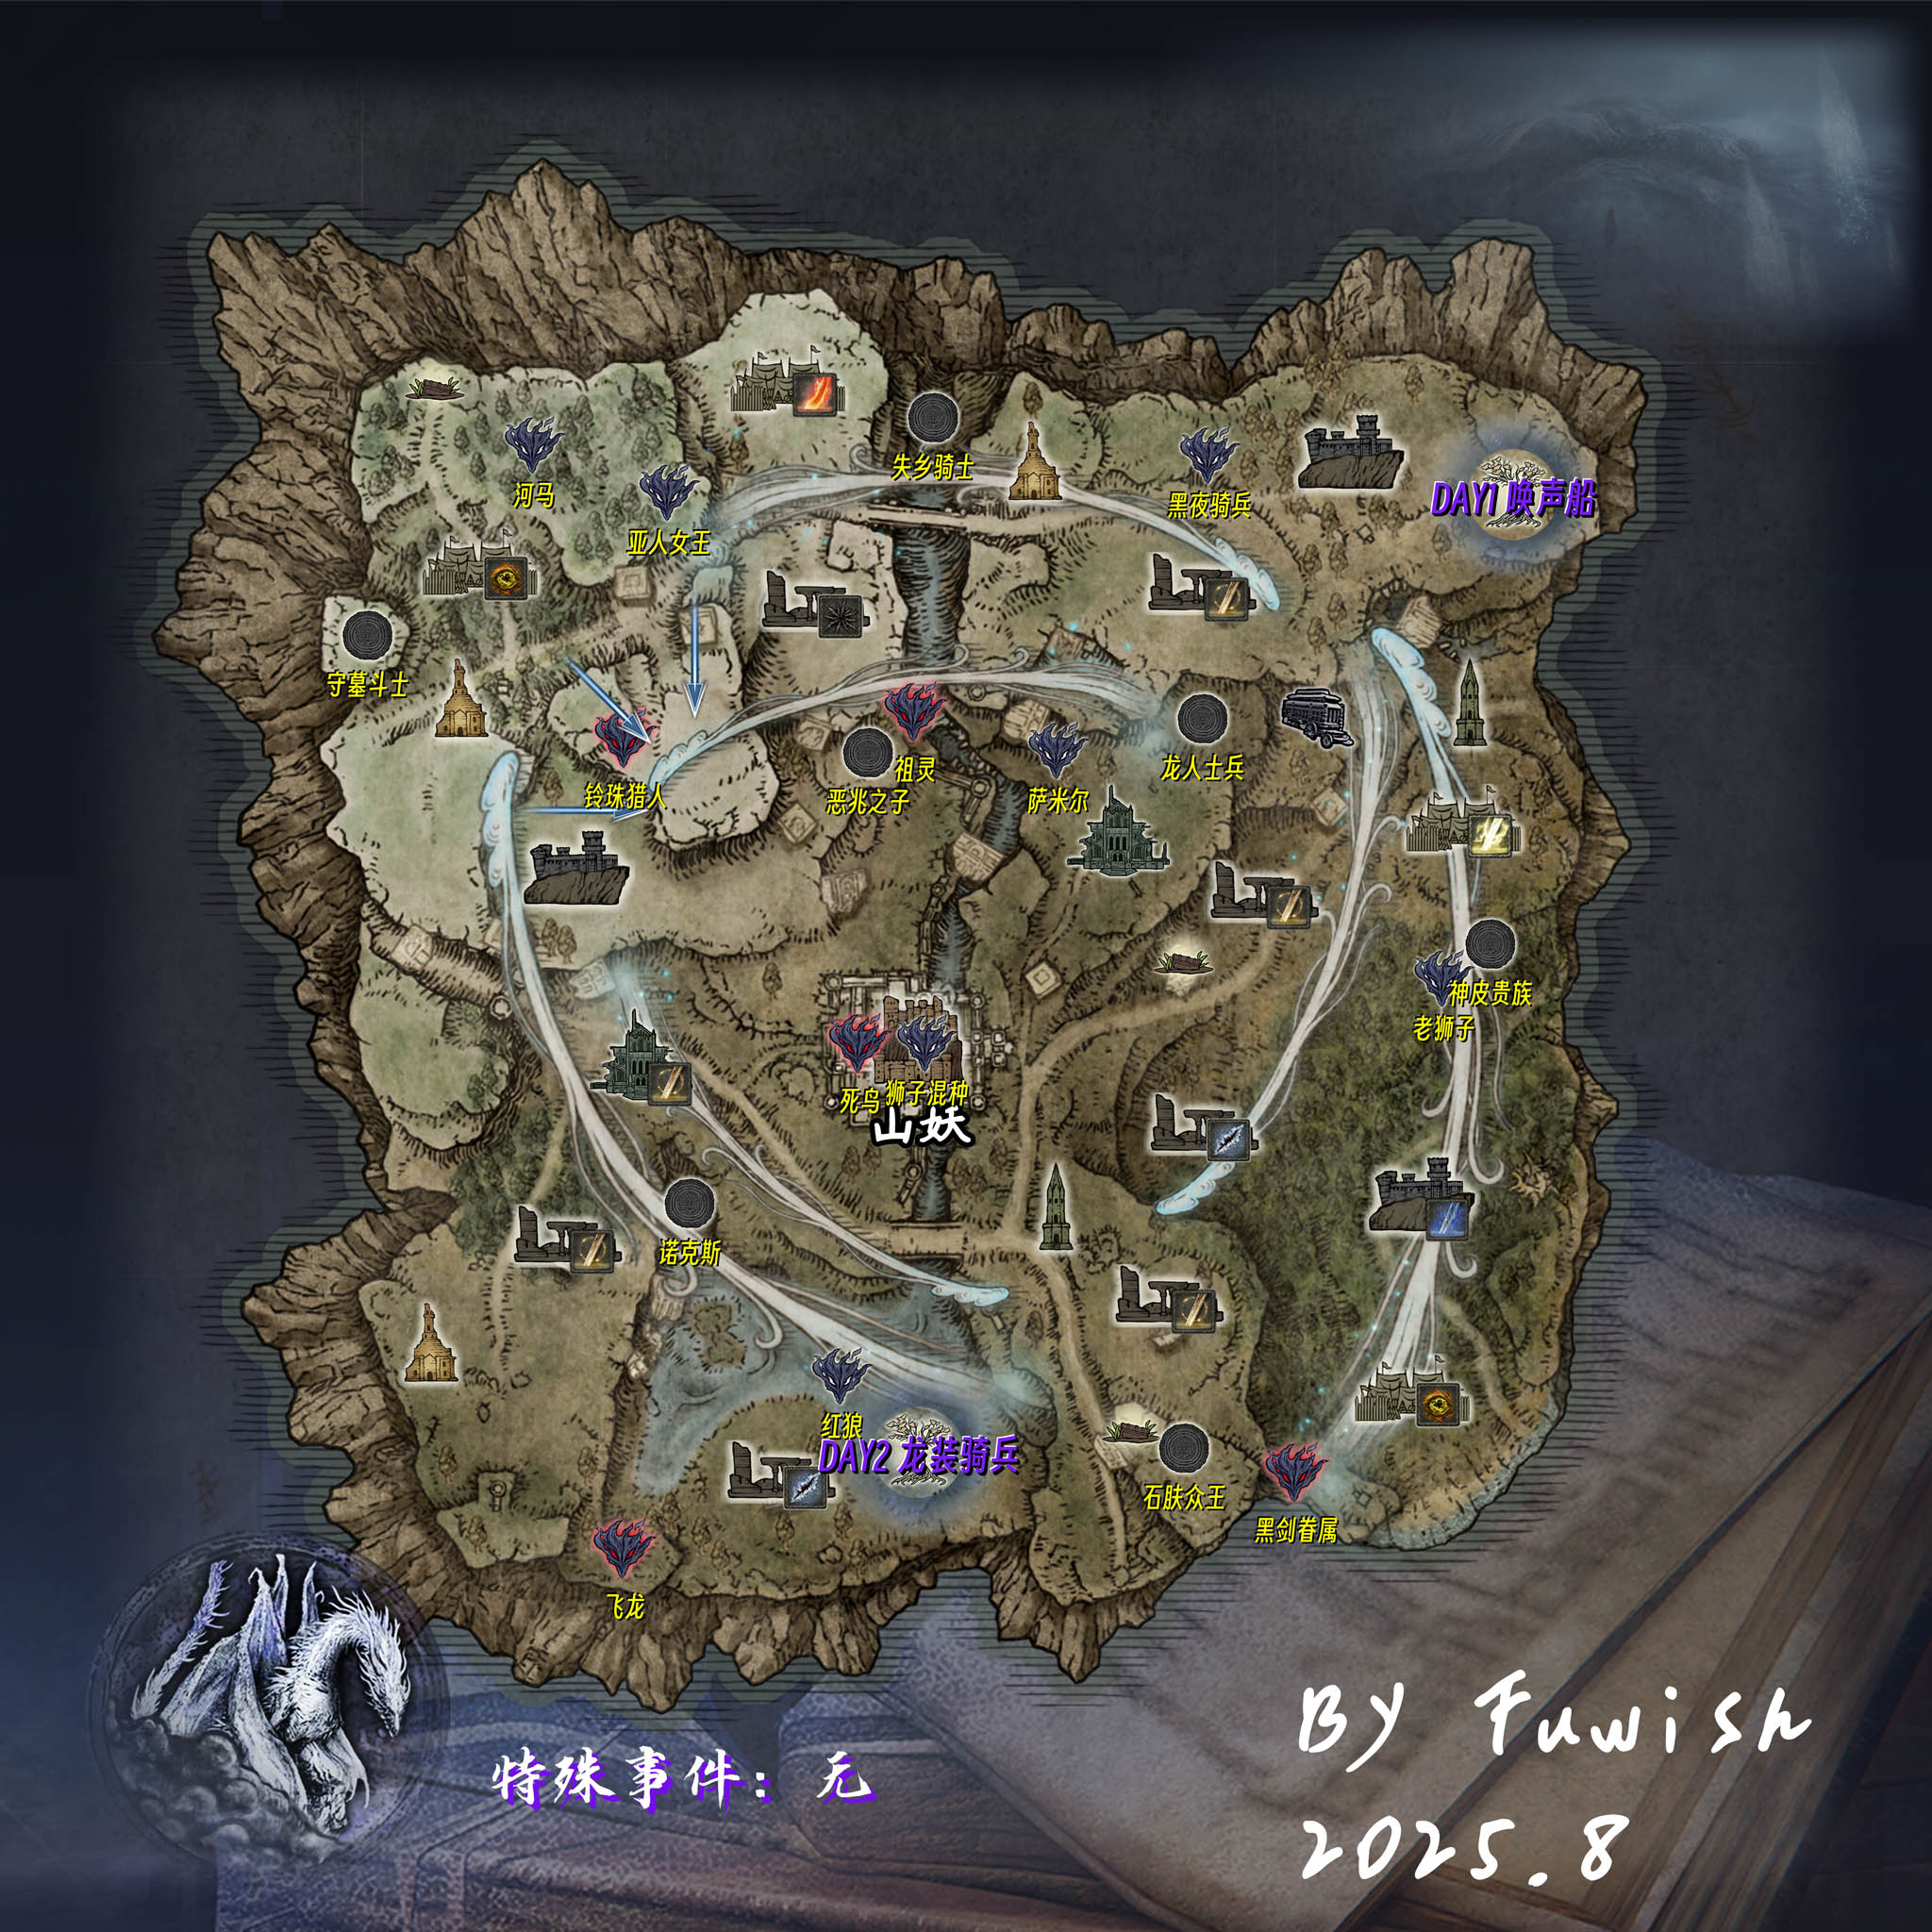 失乡骑士
河马
黑夜骑兵
DAY1 唤声船
亚人女王
守墓斗士
铃珠猎人
祖灵
恶兆之子
萨米尔
龙人士兵
神皮贵族
老狮子
死鸟
狮子混种
山妖
诺克斯
红狼
DAY2 龙装骑兵
石肤众王
黑剑眷属
飞龙
特殊事件：无
By Fuwish
2025.8